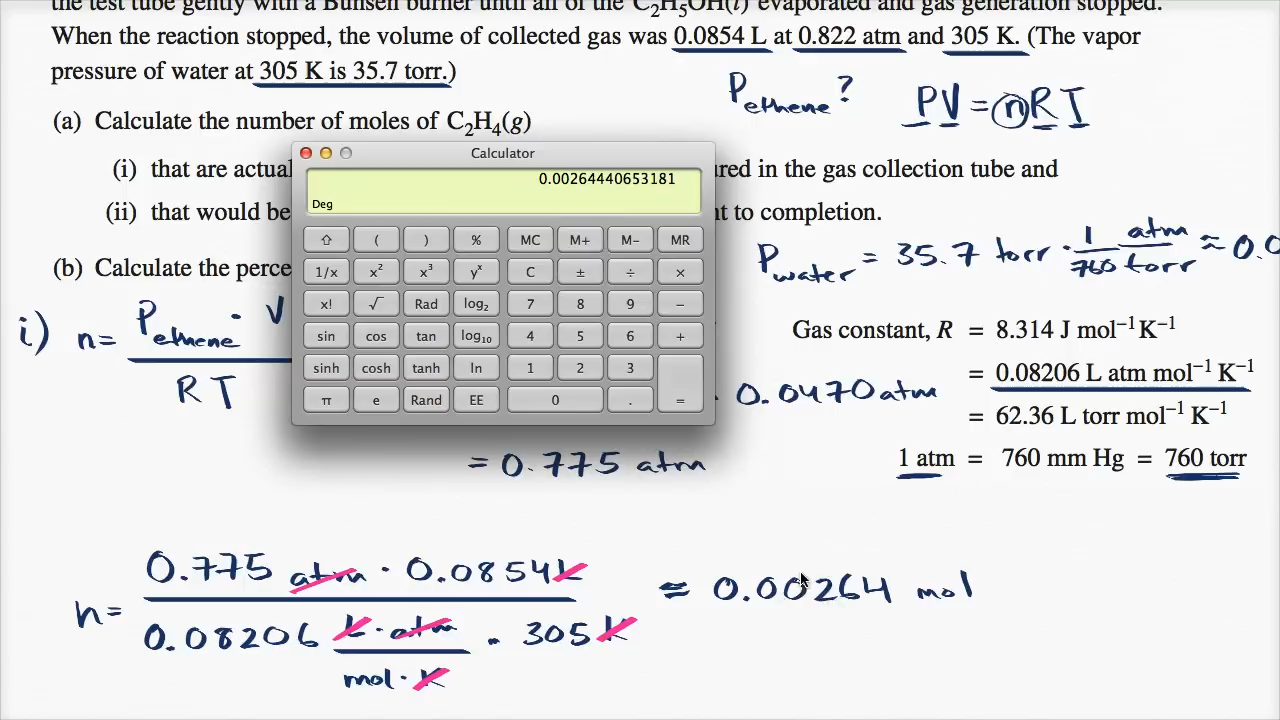 the test tube gently with a Bunsen burner until all of the C₂H₅OH(l) evaporated and gas generation stopped.
When the reaction stopped, the volume of collected gas was 0.0854 L at 0.822 atm and 305 K. (The vapor
pressure of water at 305 K is 35.7 torr.)
P ethene ? PV = nRT
(a) Calculate the number of moles of C₂H₄(g)
(i) that are actual ured in the gas collection tube and
(ii) that would be nt to completion.
P water = 35.7 torr · 1/760 atm/torr ≈ 0.0
(b) Calculate the perce
i) n = P ethene · V / RT
Gas constant, R = 8.314 J mol⁻¹ K⁻¹
= 0.08206 L atm mol⁻¹ K⁻¹
= 62.36 L torr mol⁻¹ K⁻¹
1 atm = 760 mm Hg = 760 torr
0.0470 atm
= 0.775 atm
n = 0.775 atm · 0.0854 L / 0.08206 L · atm / mol · K · 305 K ≈ 0.00264 mol
Calculator
0.00264440653181
Deg
⇧ ( ) % MC M+ M- MR
1/x x² x³ yˣ C ± ÷ ×
x! √ Rad log₂ 7 8 9 −
sin cos tan log₁₀ 4 5 6 +
sinh cosh tanh ln 1 2 3
π e Rand EE 0 . =